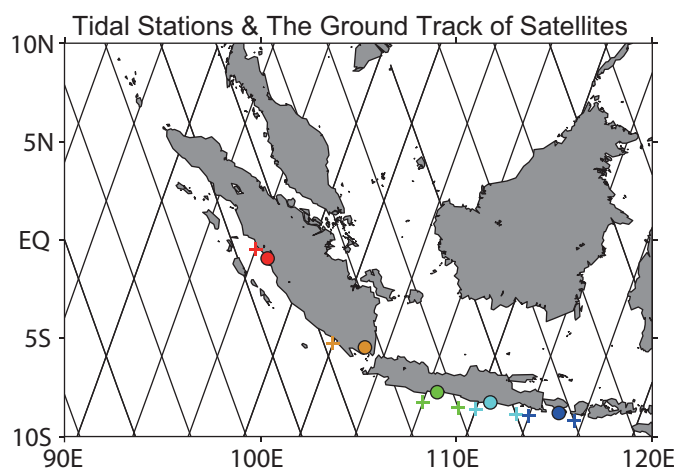 Tidal Stations & The Ground Track of Satellites
10N
5N
EQ
5S
10S
90E 100E 110E 120E